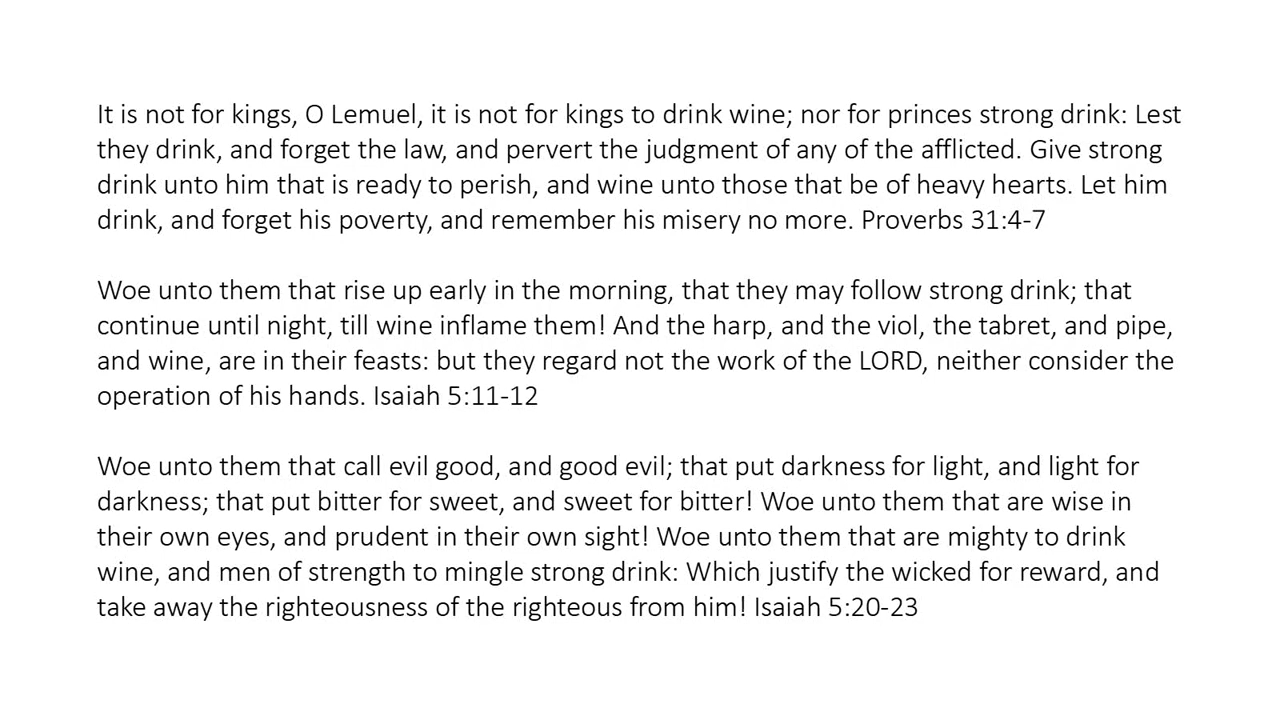 It is not for kings, O Lemuel, it is not for kings to drink wine; nor for princes strong drink: Lest
they drink, and forget the law, and pervert the judgment of any of the afflicted. Give strong
drink unto him that is ready to perish, and wine unto those that be of heavy hearts. Let him
drink, and forget his poverty, and remember his misery no more. Proverbs 31:4-7
Woe unto them that rise up early in the morning, that they may follow strong drink; that
continue until night, till wine inflame them! And the harp, and the viol, the tabret, and pipe,
and wine, are in their feasts: but they regard not the work of the LORD, neither consider the
operation of his hands. Isaiah 5:11-12
Woe unto them that call evil good, and good evil; that put darkness for light, and light for
darkness; that put bitter for sweet, and sweet for bitter! Woe unto them that are wise in
their own eyes, and prudent in their own sight! Woe unto them that are mighty to drink
wine, and men of strength to mingle strong drink: Which justify the wicked for reward, and
take away the righteousness of the righteous from him! Isaiah 5:20-23